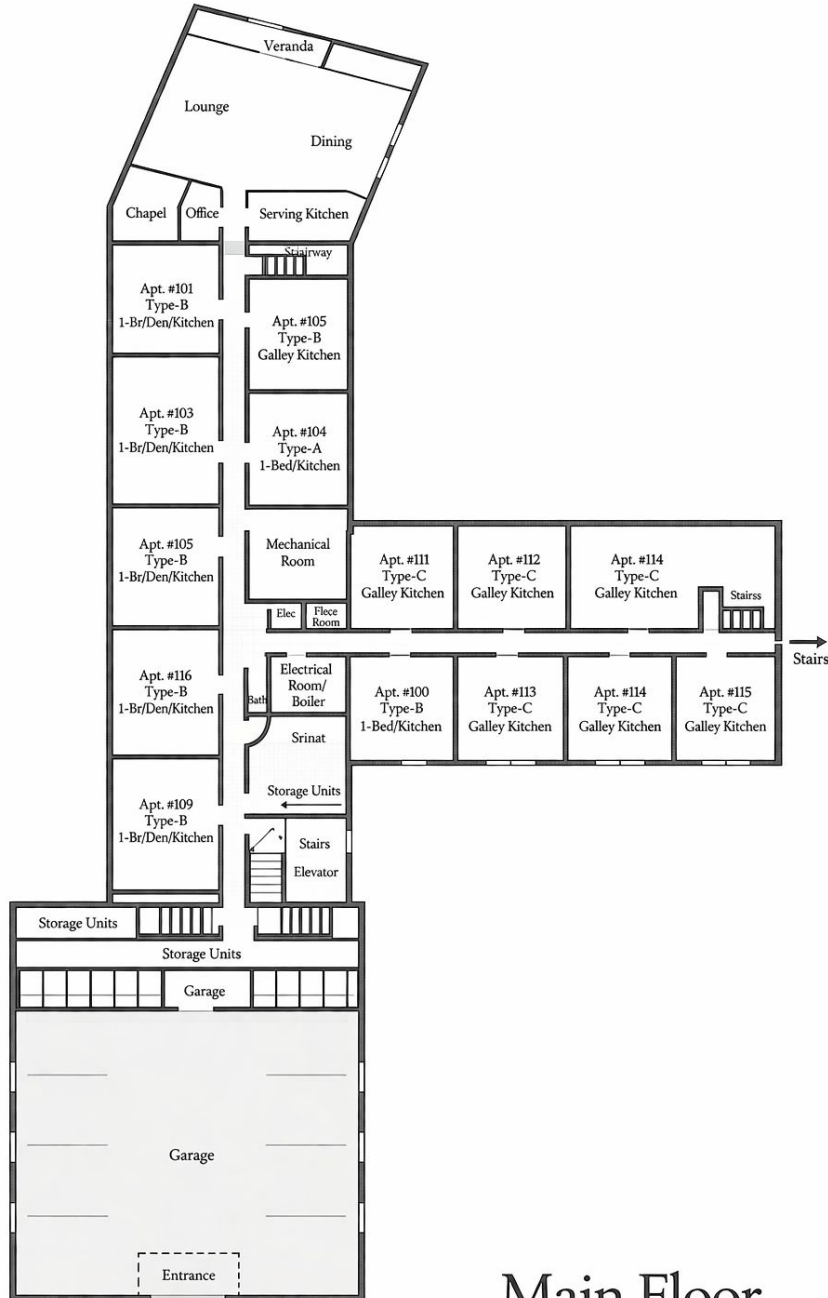 Veranda
Lounge
Dining
Chapel
Office
Serving Kitchen
Stairway
Apt. #101
Type-B
1-Br/Den/Kitchen
Apt. #105
Type-B
Galley Kitchen
Apt. #103
Type-B
1-Br/Den/Kitchen
Apt. #104
Type-A
1-Bed/Kitchen
Apt. #105
Type-B
1-Br/Den/Kitchen
Mechanical
Room
Apt. #111
Type-C
Galley Kitchen
Apt. #112
Type-C
Galley Kitchen
Apt. #114
Type-C
Galley Kitchen
Stairss
Elec
Flece
Room
Stairs
Apt. #116
Type-B
1-Br/Den/Kitchen
Bath
Electrical
Room/
Boiler
Apt. #100
Type-B
1-Bed/Kitchen
Apt. #113
Type-C
Galley Kitchen
Apt. #114
Type-C
Galley Kitchen
Apt. #115
Type-C
Galley Kitchen
Srinat
Storage Units
Apt. #109
Type-B
1-Br/Den/Kitchen
Stairs
Elevator
Storage Units
Storage Units
Garage
Garage
Entrance
Main Floor